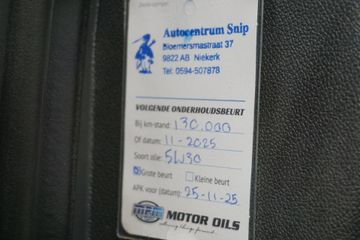 Autocentrum Snip
Bloemersmastraat 37
9822 AB Niekerk
Tel: 0594-507878
VOLGENDE ONDERHOUDSBEURT
Bij km-stand: 130.000
Of datum: 11-2025
Soort olie: 5W30
Grote beurt Kleine beurt
APK voor (datum): 25-11-25
MPM MOTOR OILS